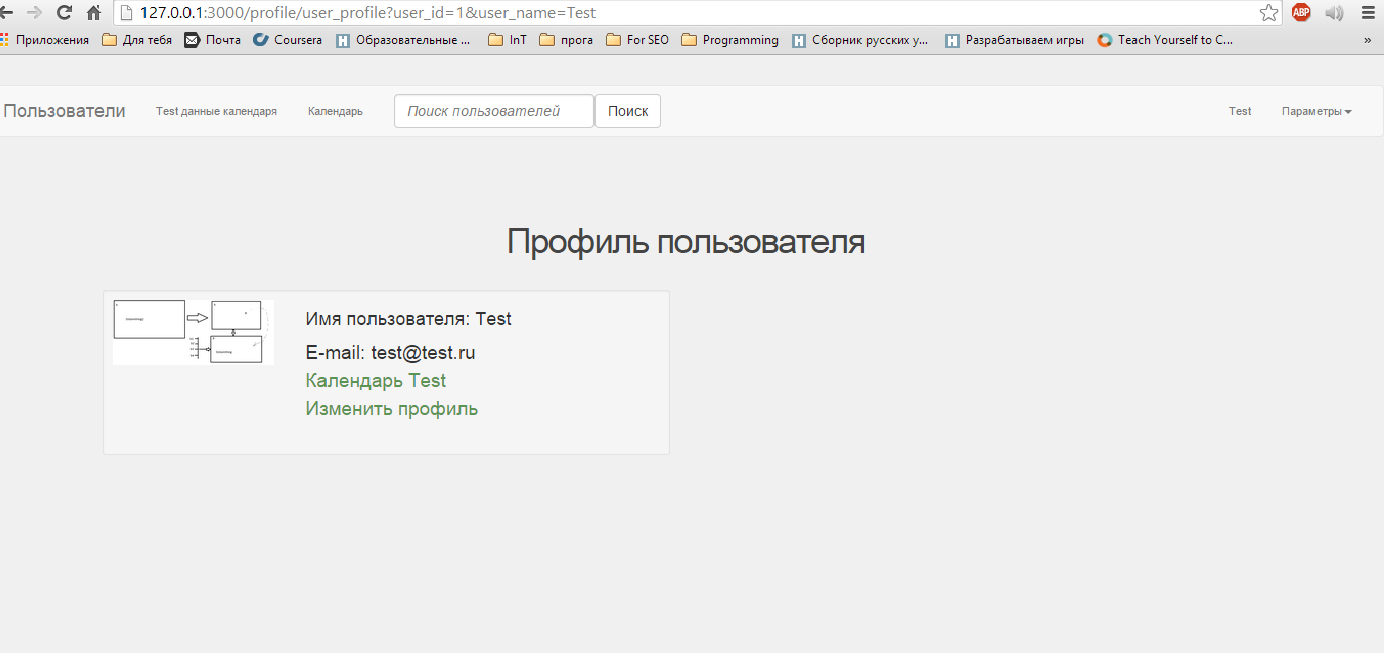 127.0.0.1:3000/profile/user_profile?user_id=1&user_name=Test ABP
Приложения Для тебя Почта Coursera Образовательные ... InT прога For SEO Programming Сборник русских у... Разрабатываем игры Teach Yourself to C... »
Пользователи Test данные календаря Календарь Поиск пользователей Поиск Test Параметры
Профиль пользователя
Имя пользователя: Test
E-mail: test@test.ru
Календарь Test
Изменить профиль